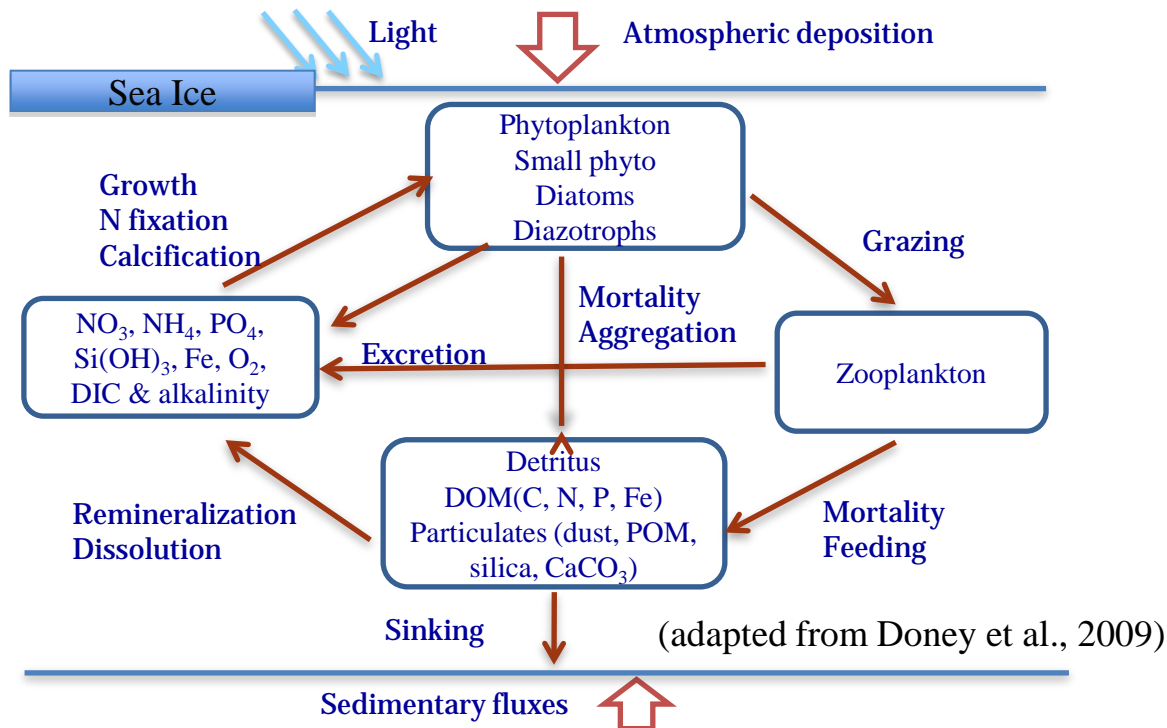 Light
Atmospheric deposition
Sea Ice
Phytoplankton
Small phyto
Diatoms
Diazotrophs
Growth
N fixation
Calcification
Grazing
Mortality
Aggregation
NO₃, NH₄, PO₄,
Si(OH)₃, Fe, O₂,
DIC & alkalinity
Excretion
Zooplankton
Detritus
DOM(C, N, P, Fe)
Particulates (dust, POM,
silica, CaCO₃)
Remineralization
Dissolution
Mortality
Feeding
Sinking
(adapted from Doney et al., 2009)
Sedimentary fluxes